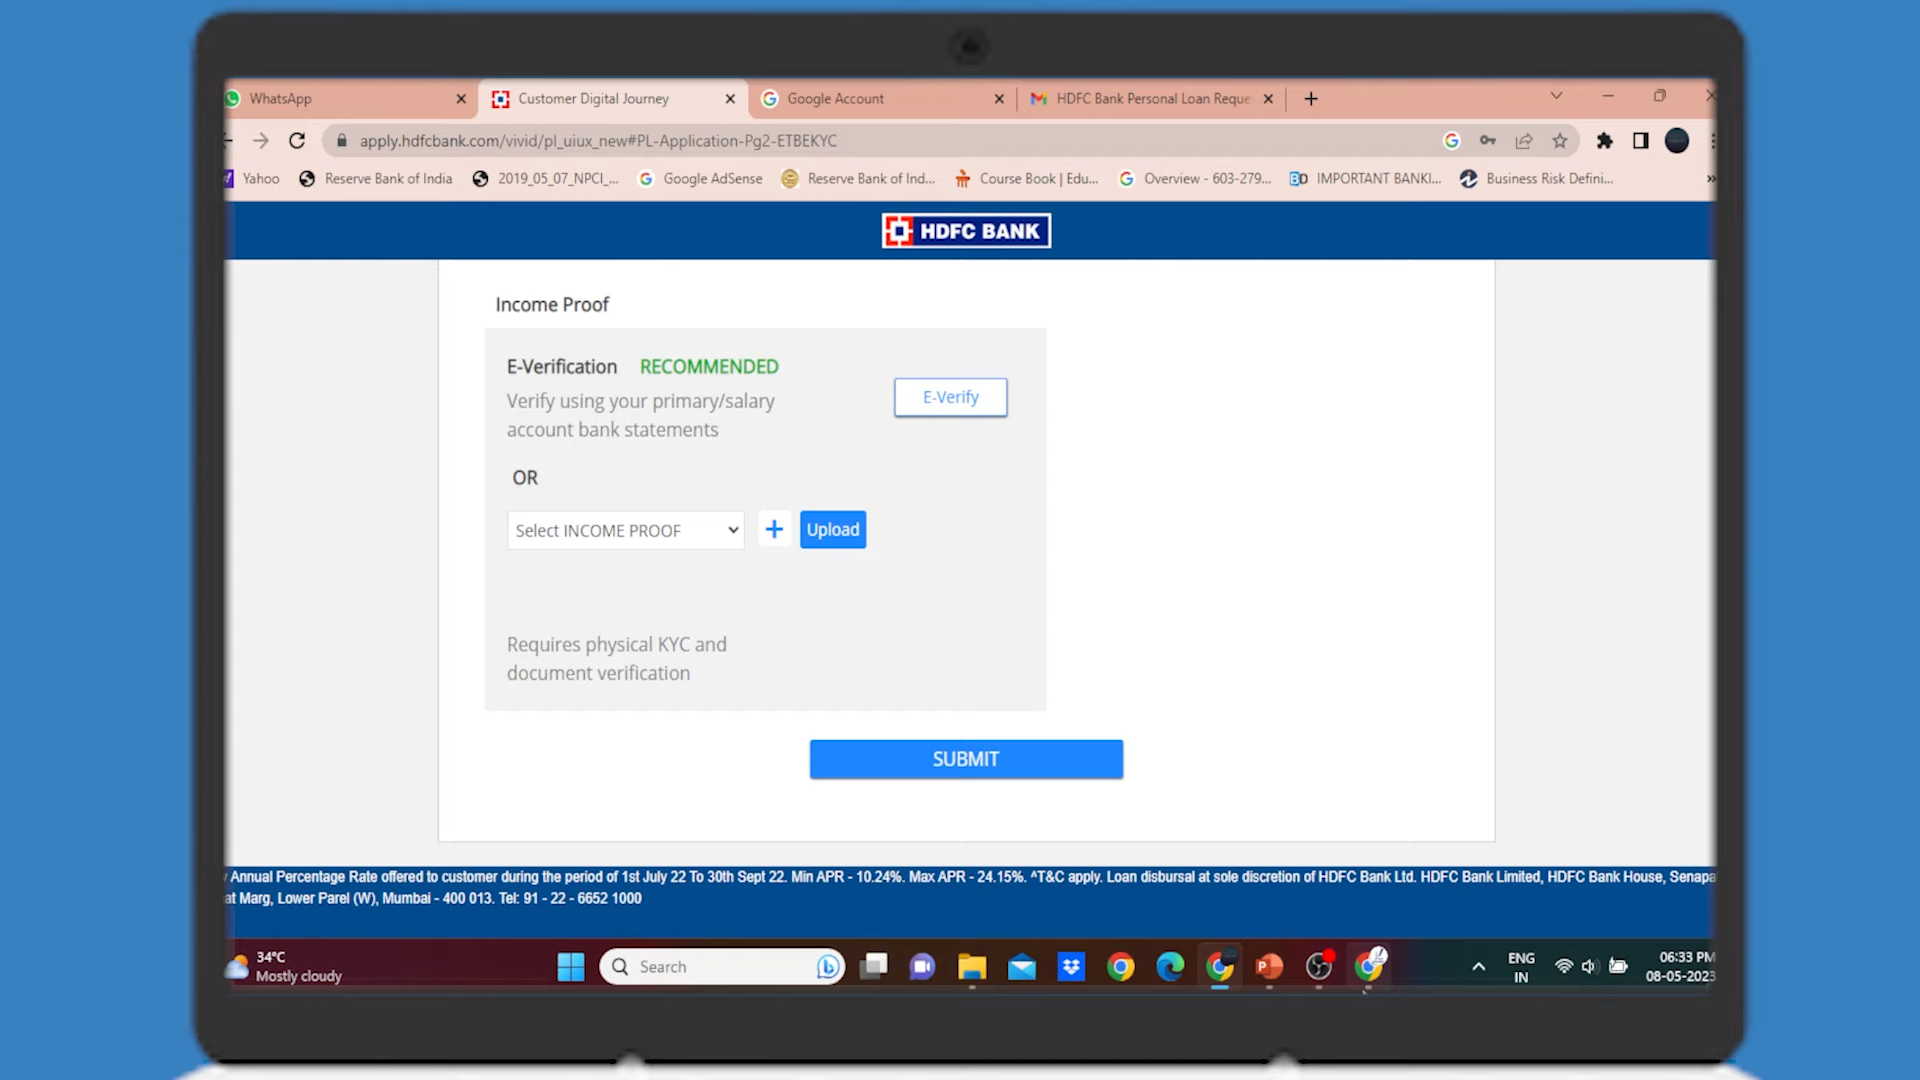 WhatsApp
Customer Digital Journey
Google Account
HDFC Bank Personal Loan Reque
apply.hdfcbank.com/vivid/pl_uiux_new#PL-Application-Pg2-ETBEKYC
Yahoo
Reserve Bank of India
2019_05_07_NPCI_...
Google AdSense
Reserve Bank of Ind...
Course Book | Edu...
Overview - 603-279...
BD IMPORTANT BANKI...
Business Risk Defini...
HDFC BANK
Income Proof
E-Verification RECOMMENDED
Verify using your primary/salary
account bank statements
E-Verify
OR
Select INCOME PROOF
+
Upload
Requires physical KYC and
document verification
SUBMIT
Annual Percentage Rate offered to customer during the period of 1st July 22 To 30th Sept 22. Min APR - 10.24%. Max APR - 24.15%. ^T&C apply. Loan disbursal at sole discretion of HDFC Bank Ltd. HDFC Bank Limited, HDFC Bank House, Senapa
at Marg, Lower Parel (W), Mumbai - 400 013. Tel: 91 - 22 - 6652 1000
34°C
Mostly cloudy
Search
ENG
IN
06:33 PM
08-05-2023